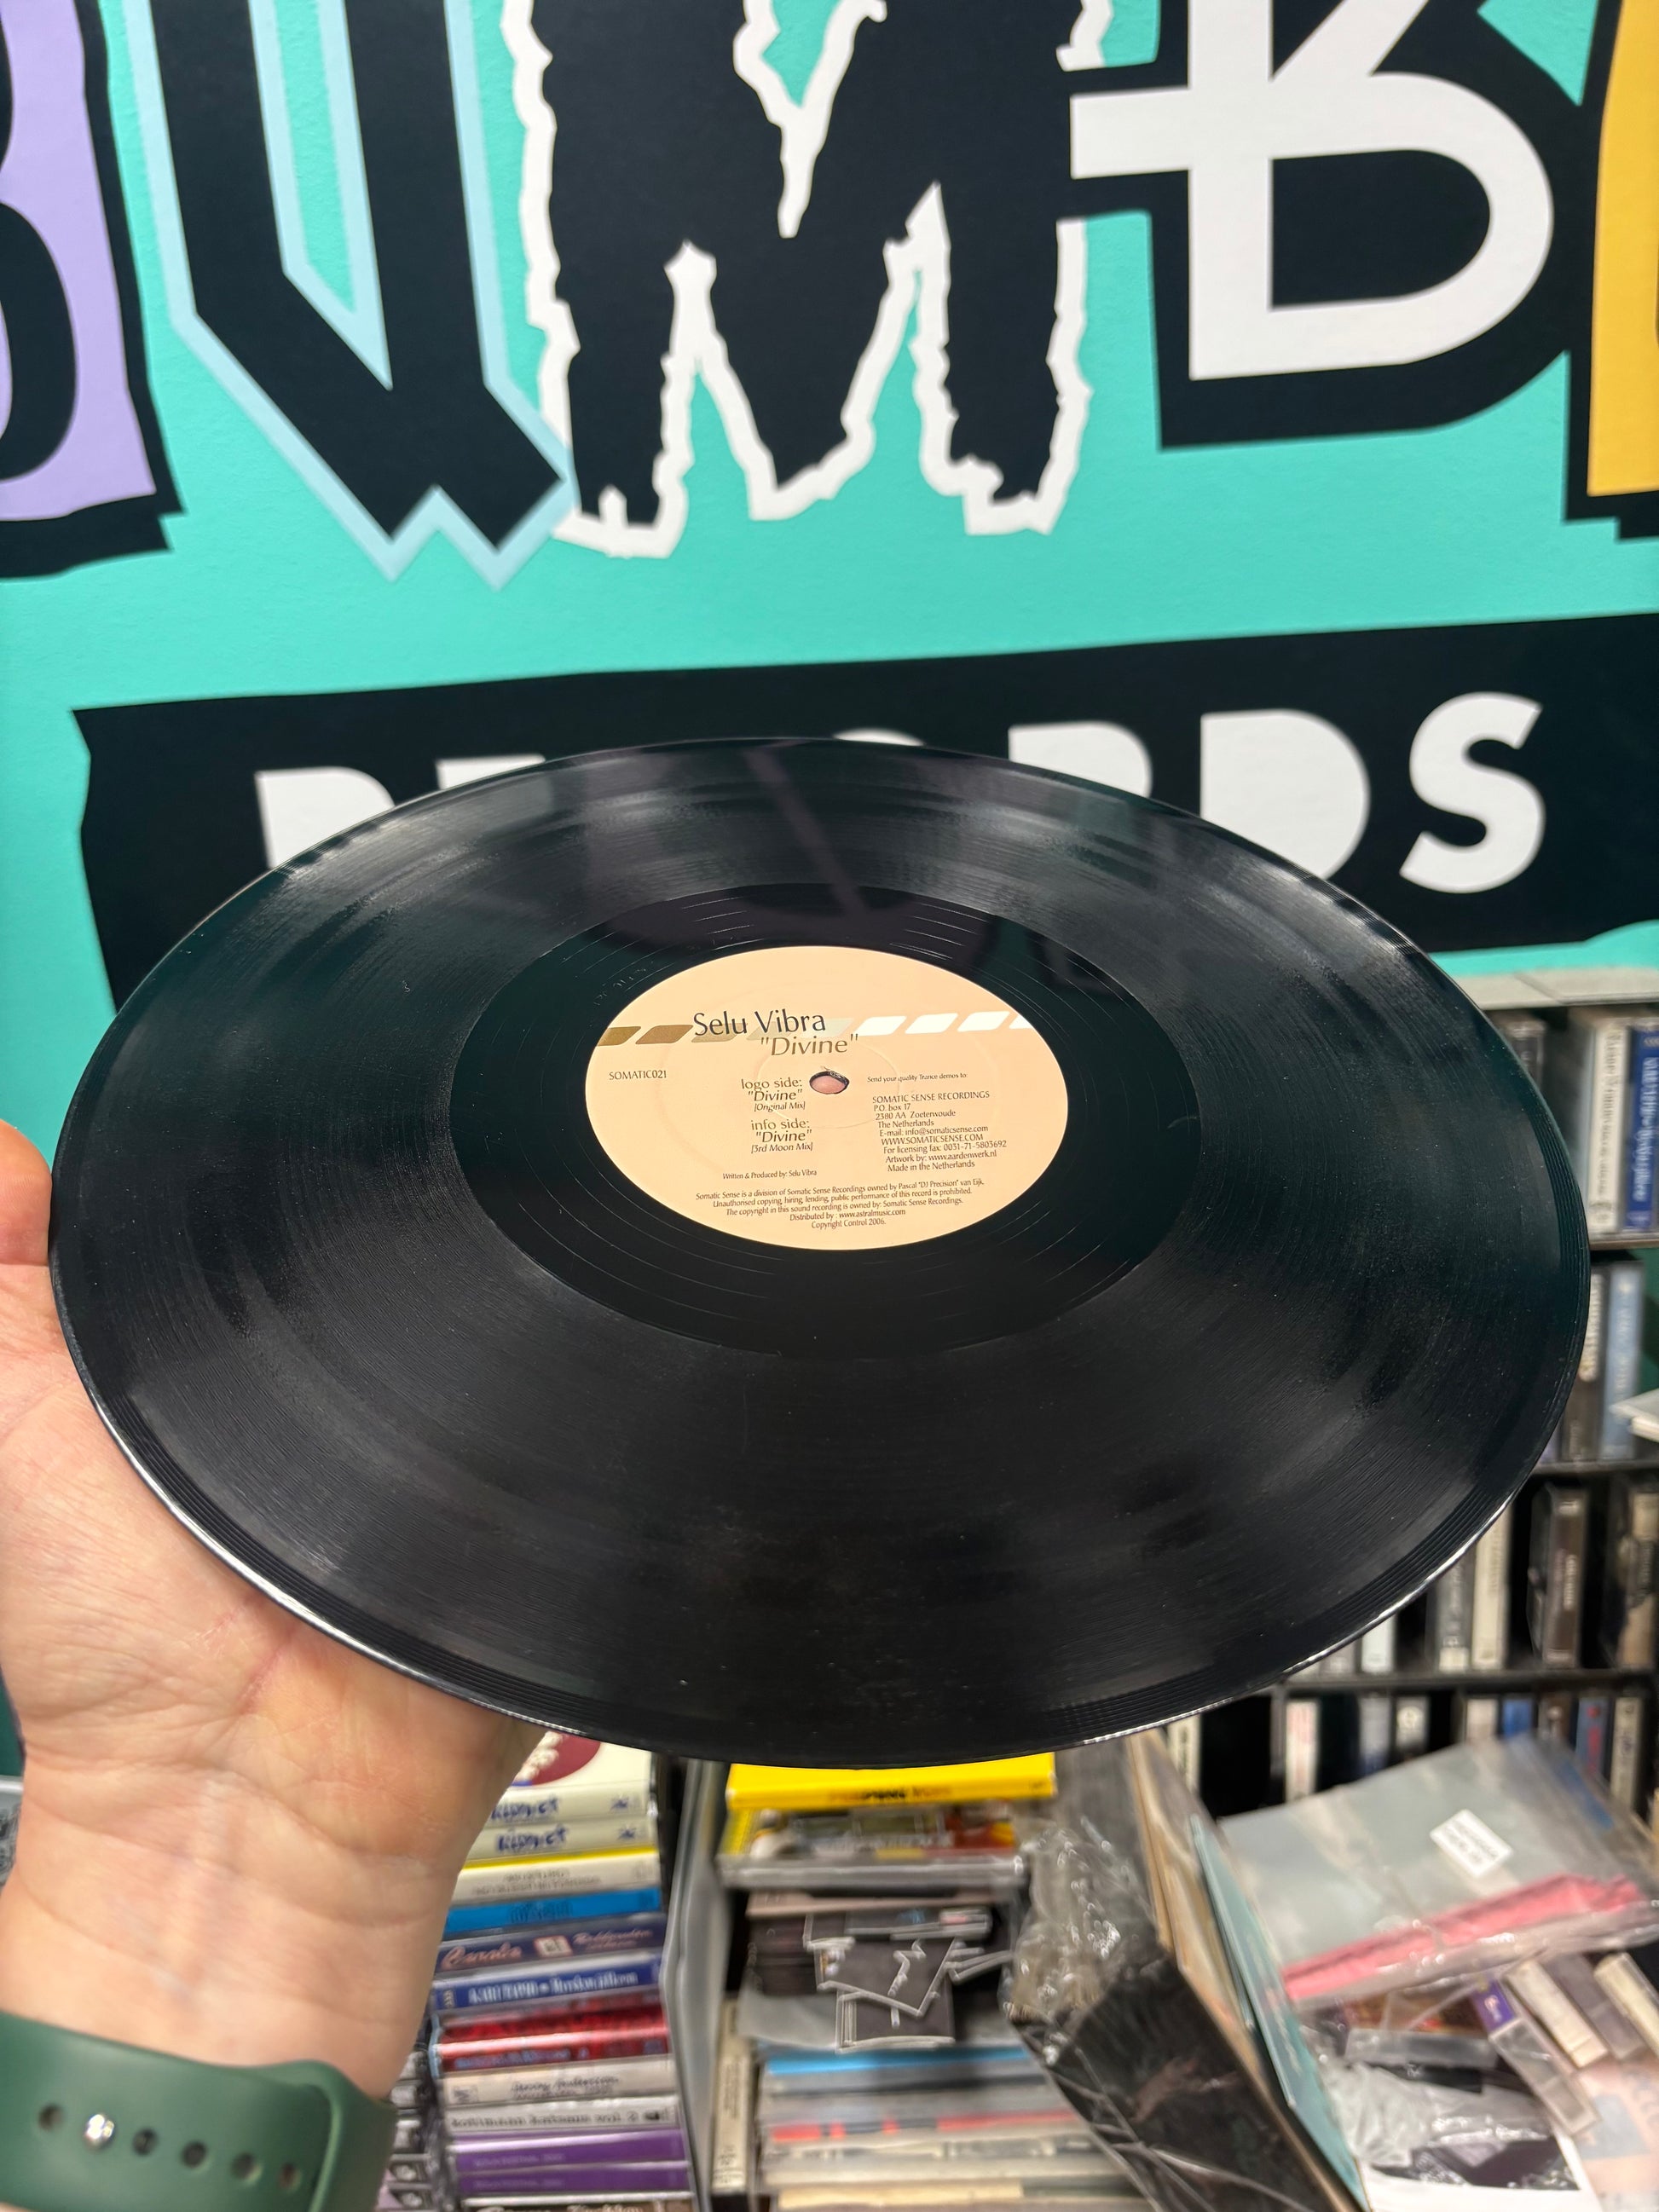 UMB
RECORDS
Selu Vibra
"Divine"
SOMATIC021
logo side:
"Divine"
[Original Mix]
info side:
"Divine"
[3rd Moon Mix]
Send your quality Trance demos to:
SOMATIC SENSE RECORDINGS
P.O. box 17
2380 AA Zoeterwoude
The Netherlands
E-mail: info@somaticsense.com
WWW.SOMATICSENSE.COM
For licensing fax: 0031-71-5803692
Artwork by: www.aardenwerk.nl
Made in the Netherlands
Written & Produced by: Selu Vibra
Somatic Sense is a division of Somatic Sense Recordings owned by Pascal "DJ Precision" van Eijk.
Unauthorised copying, hiring, lending, public performance of this record is prohibited.
The copyright in this sound recording is owned by: Somatic Sense Recordings.
Distributed by : www.astralmusic.com
Copyright Control 2006.